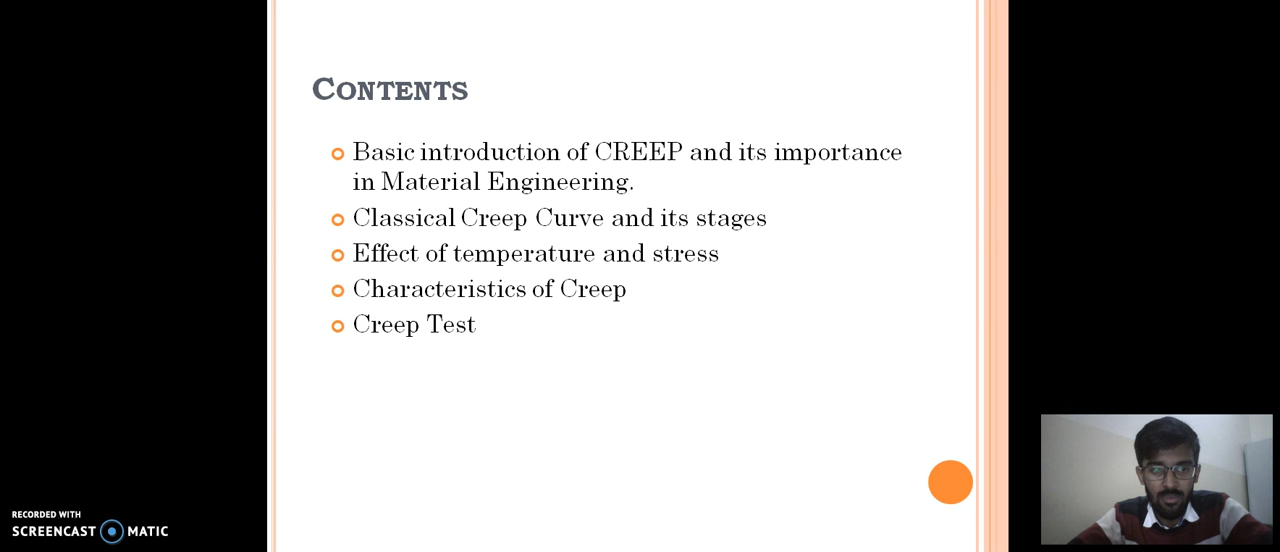 CONTENTS
Basic introduction of CREEP and its importance
in Material Engineering.
Classical Creep Curve and its stages
Effect of temperature and stress
Characteristics of Creep
Creep Test
RECORDED WITH
SCREENCAST MATIC